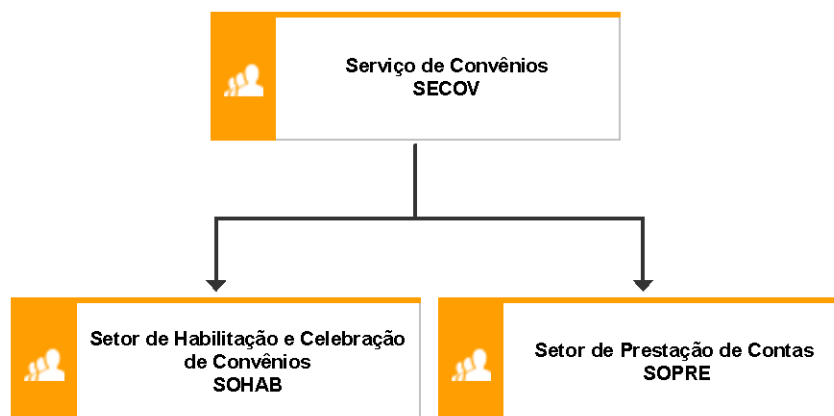 Serviço de Convênios
SECOV
Setor de Habilitação e Celebração
de Convênios
SOHAB
Setor de Prestação de Contas
SOPRE